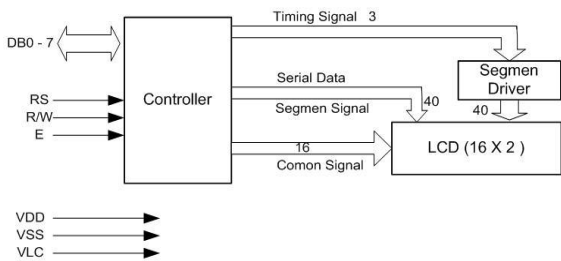 Timing Signal 3
DB0 - 7
Segmen
Driver
Serial Data
RS
Controller
40
40
R/W
Segmen Signal
E
16
LCD (16 X 2 )
Comon Signal
VDD
VSS
VLC